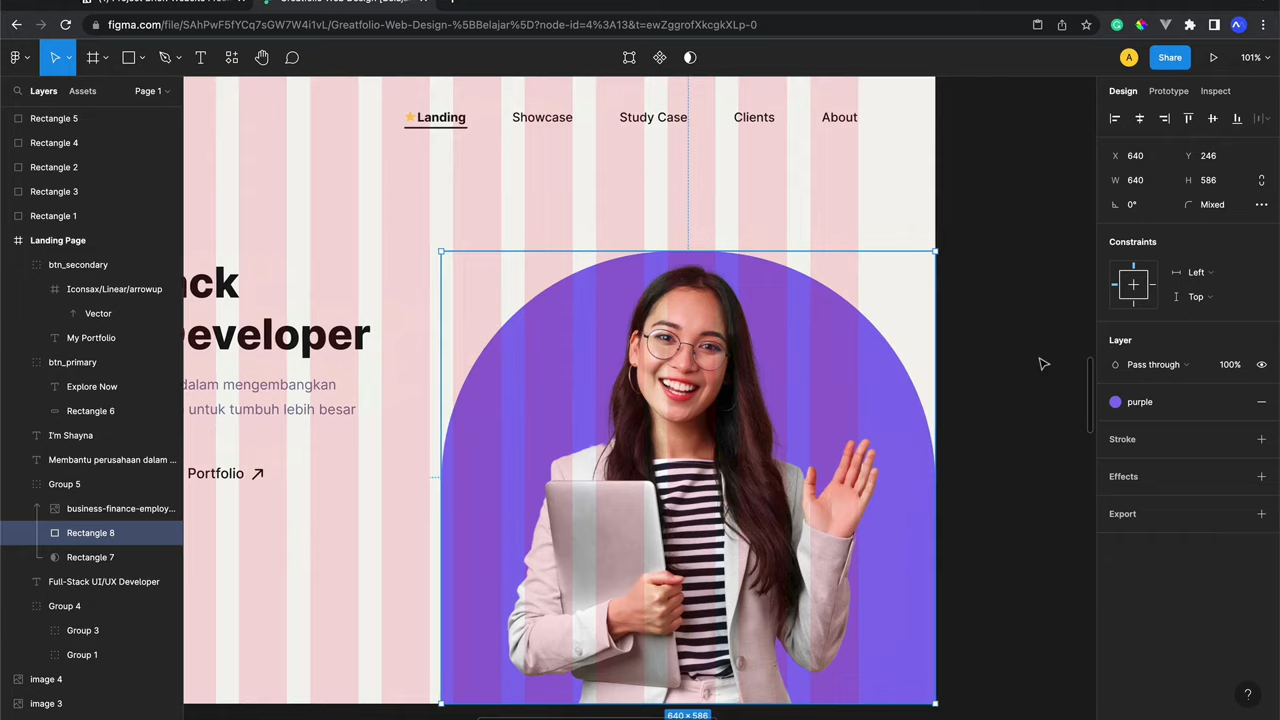 figma.com/file/SAhPwF5fYCq7sGW7W4i1vL/Greatfolio-Web-Design-%5BBelajar%5D?node-id=4%3A13&t=ewZggrofXkcgkXLp-0
A
Share
101%
Layers
Assets
Page 1
Rectangle 5
Rectangle 4
Rectangle 2
Rectangle 3
Rectangle 1
Landing Page
btn_secondary
Iconsax/Linear/arrowup
Vector
My Portfolio
btn_primary
Explore Now
Rectangle 6
I'm Shayna
Membantu perusahaan dalam ...
Group 5
business-finance-employ...
Rectangle 8
Rectangle 7
Full-Stack UI/UX Developer
Group 4
Group 3
Group 1
image 4
image 3
Landing
Showcase
Study Case
Clients
About
ack
Developer
dalam mengembangkan
untuk tumbuh lebih besar
Portfolio
640 × 586
Design
Prototype
Inspect
X 640
Y 246
W 640
H 586
0°
Mixed
Constraints
Left
Top
Layer
Pass through
100%
purple
Stroke
Effects
Export
?